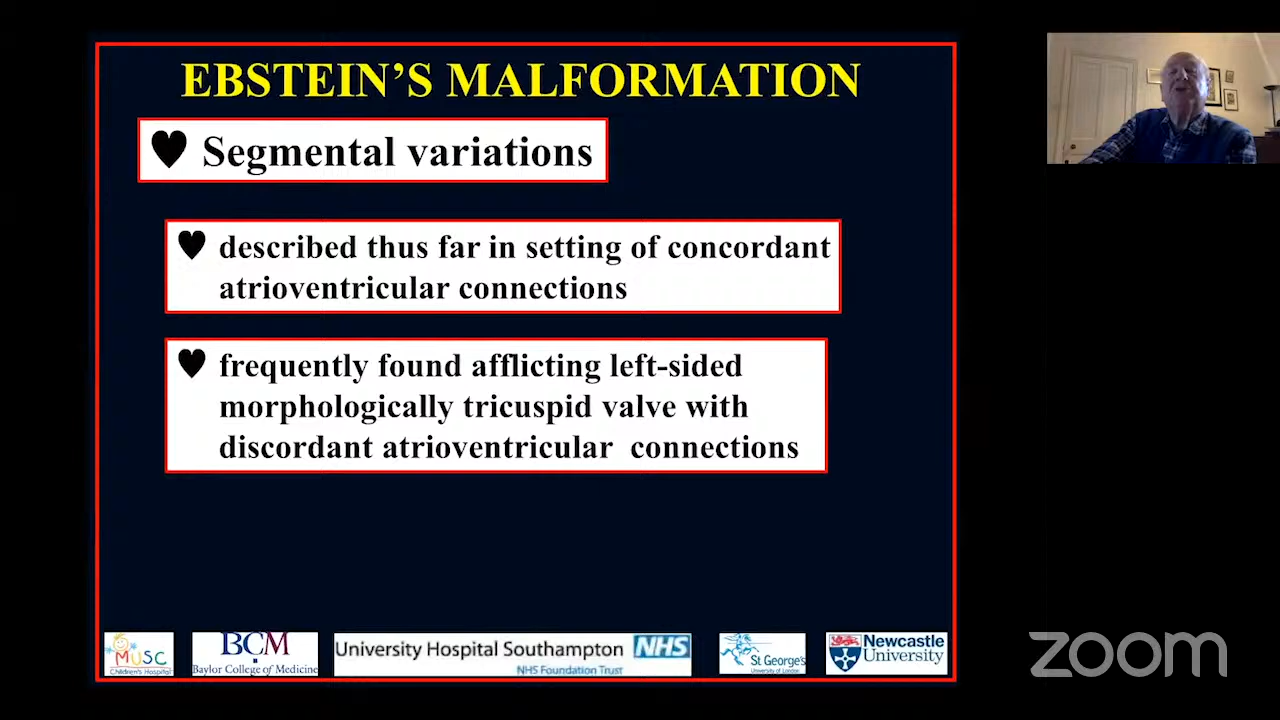 EBSTEIN'S MALFORMATION
♥ Segmental variations
♥ described thus far in setting of concordant
atrioventricular connections
♥ frequently found afflicting left-sided
morphologically tricuspid valve with
discordant atrioventricular connections
MUSC
Children's Hospital
BCM
Baylor College of Medicine
University Hospital Southampton NHS
NHS Foundation Trust
St George's
University of London
Newcastle
University
zoom